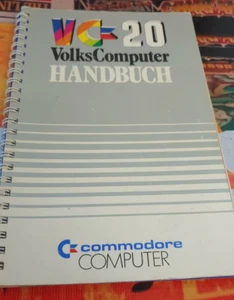 VC-20
VolksComputer
HANDBUCH
commodore
COMPUTER